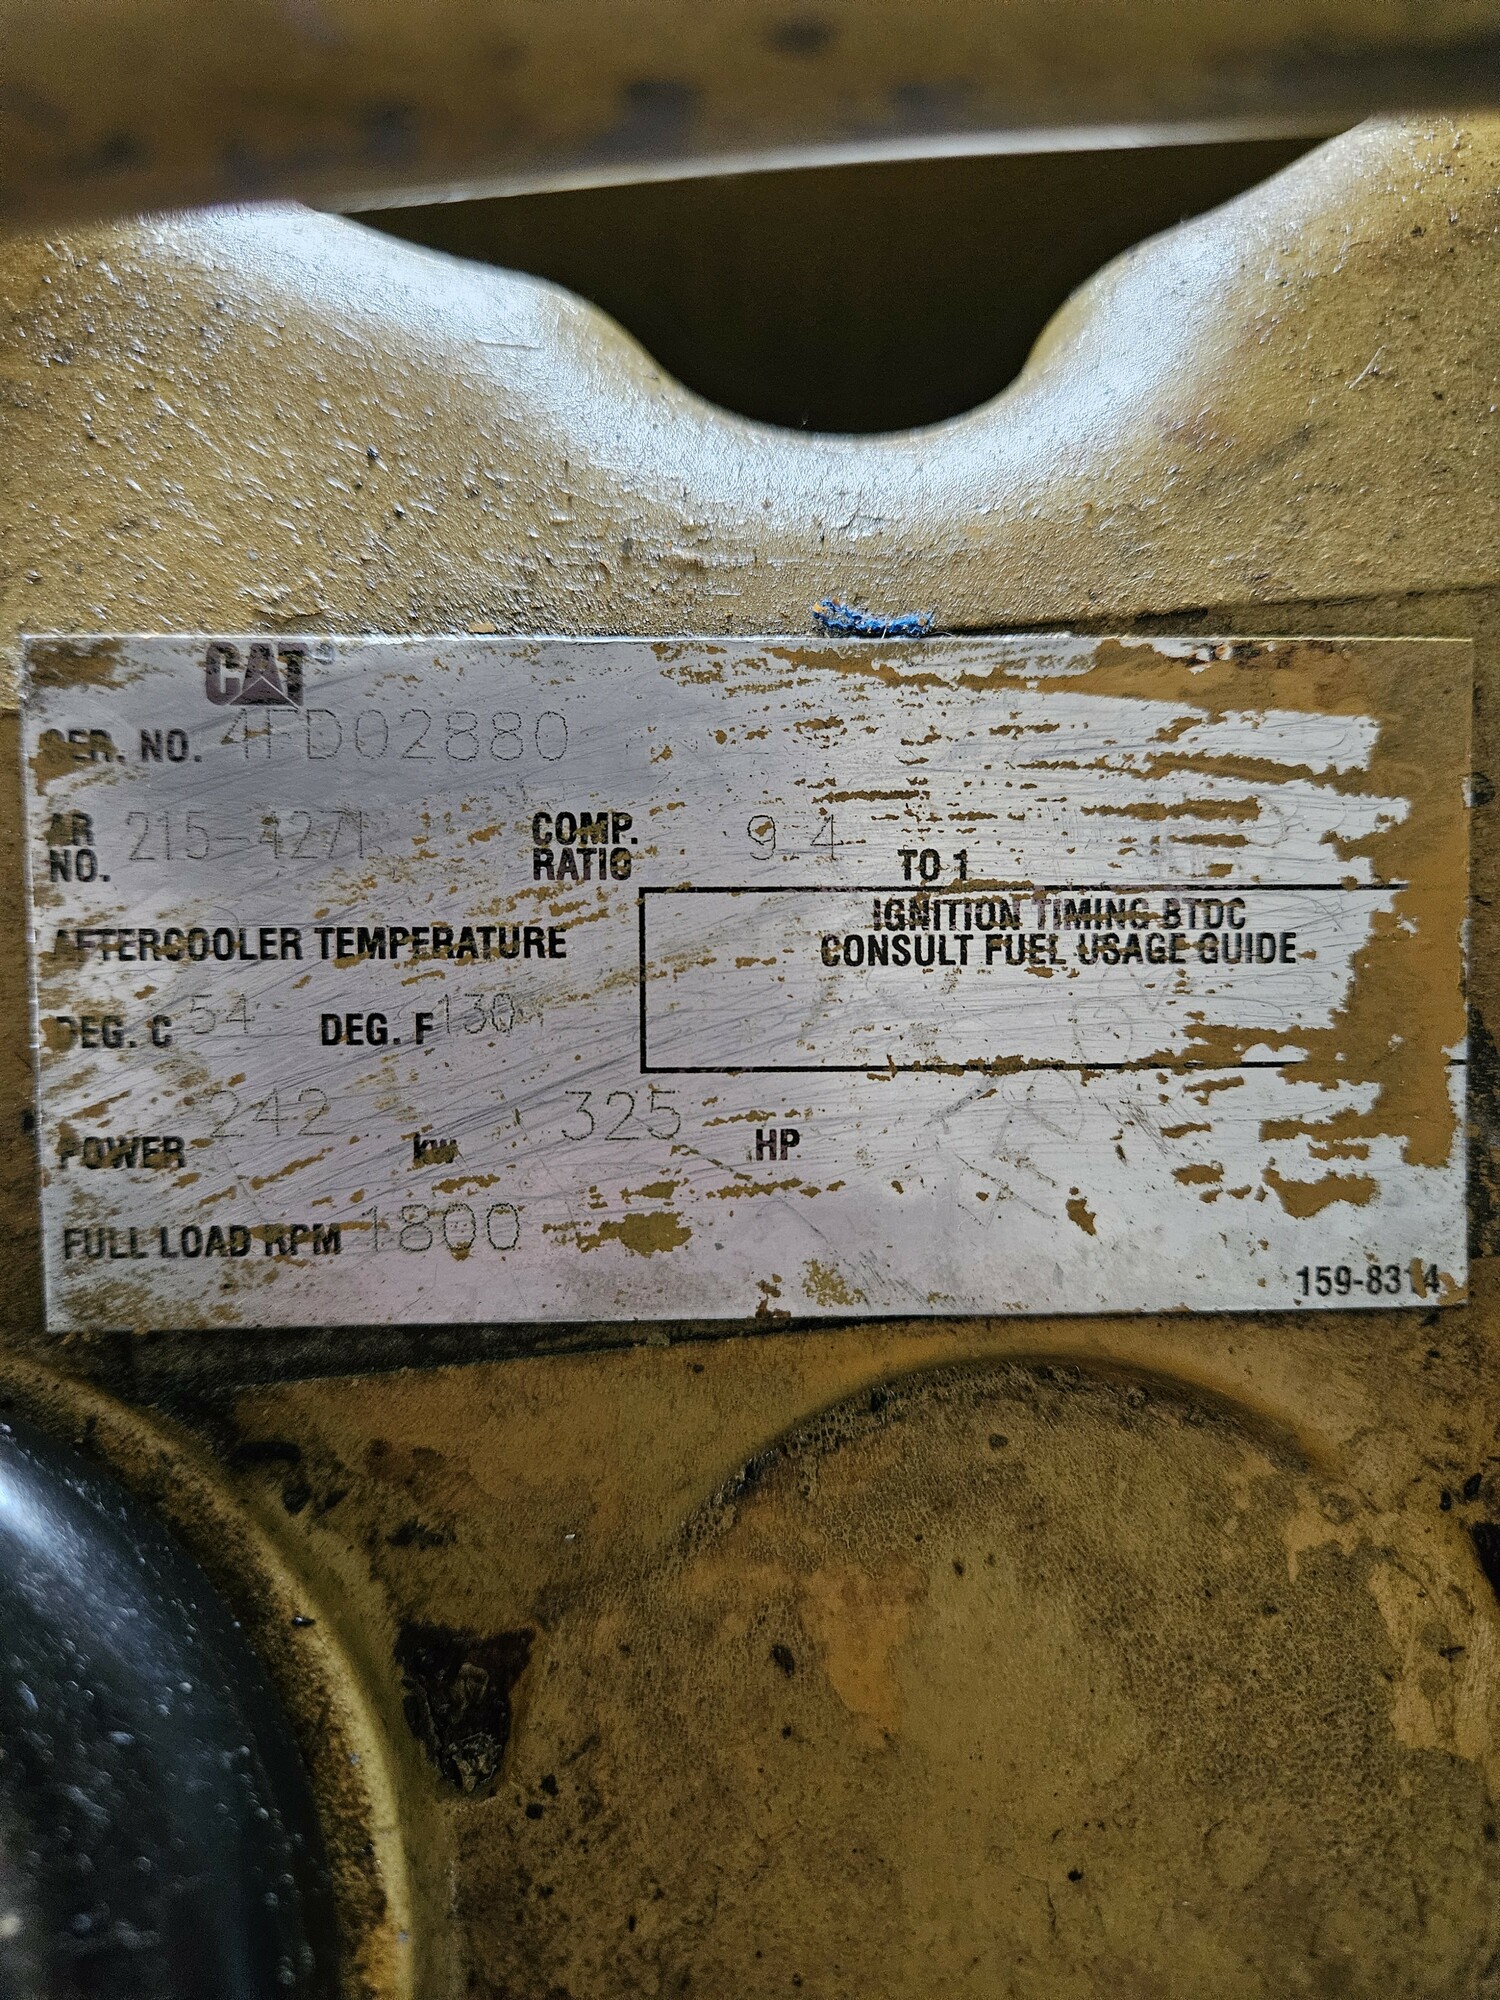 CAT
SER. NO. 4FD02880
AR NO. 215-4271 COMP. RATIO 9.4 TO 1
IGNITION TIMING BTDC
CONSULT FUEL USAGE GUIDE
AFTERCOOLER TEMPERATURE
DEG. C 54 DEG. F 130
POWER 242 kw 325 HP
FULL LOAD RPM 1800
159-8314